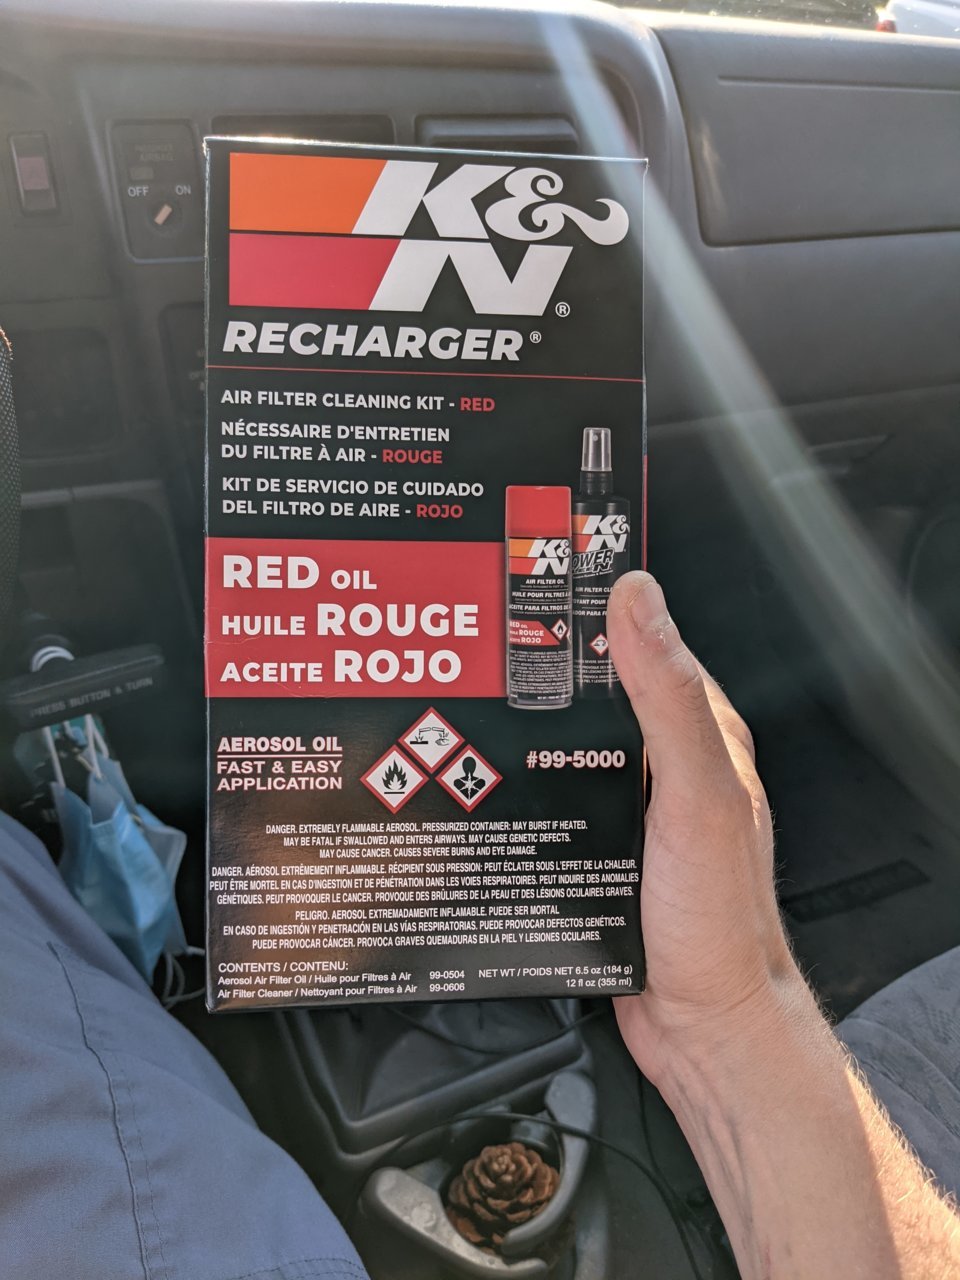 PASSENGER
AIRBAG
OFF ON
K&N®
RECHARGER®
AIR FILTER CLEANING KIT - RED
NÉCESSAIRE D'ENTRETIEN
DU FILTRE À AIR - ROUGE
KIT DE SERVICIO DE CUIDADO
DEL FILTRO DE AIRE - ROJO
RED OIL
HUILE ROUGE
ACEITE ROJO
K&N
AIR FILTER OIL
HUILE POUR FILTRES À
ACEITE PARA FILTROS DE
RED OIL
HUILE ROUGE
ACEITE ROJO
K&N
AEROSOL OIL
FAST & EASY
APPLICATION
#99-5000
DANGER. EXTREMELY FLAMMABLE AEROSOL. PRESSURIZED CONTAINER: MAY BURST IF HEATED.
MAY BE FATAL IF SWALLOWED AND ENTERS AIRWAYS. MAY CAUSE GENETIC DEFECTS.
MAY CAUSE CANCER. CAUSES SEVERE BURNS AND EYE DAMAGE.
DANGER. AÉROSOL EXTRÊMEMENT INFLAMMABLE. RÉCIPIENT SOUS PRESSION: PEUT ÉCLATER SOUS L'EFFET DE LA CHALEUR.
PEUT ÊTRE MORTEL EN CAS D'INGESTION ET DE PÉNÉTRATION DANS LES VOIES RESPIRATOIRES. PEUT INDUIRE DES ANOMALIES
GÉNÉTIQUES. PEUT PROVOQUER LE CANCER. PROVOQUE DES BRÛLURES DE LA PEAU ET DES LÉSIONS OCULAIRES GRAVES.
PELIGRO. AEROSOL EXTREMADAMENTE INFLAMABLE. PUEDE SER MORTAL
EN CASO DE INGESTIÓN Y PENETRACIÓN EN LAS VÍAS RESPIRATORIAS. PUEDE PROVOCAR DEFECTOS GENÉTICOS.
PUEDE PROVOCAR CÁNCER. PROVOCA GRAVES QUEMADURAS EN LA PIEL Y LESIONES OCULARES.
CONTENTS / CONTENU:
Aerosol Air Filter Oil / Huile pour Filtres à Air 99-0504 NET WT / POIDS NET 6.5 oz (184 g)
Air Filter Cleaner / Nettoyant pour Filtres à Air 99-0606 12 fl oz (355 ml)
PRESS BUTTON & TURN